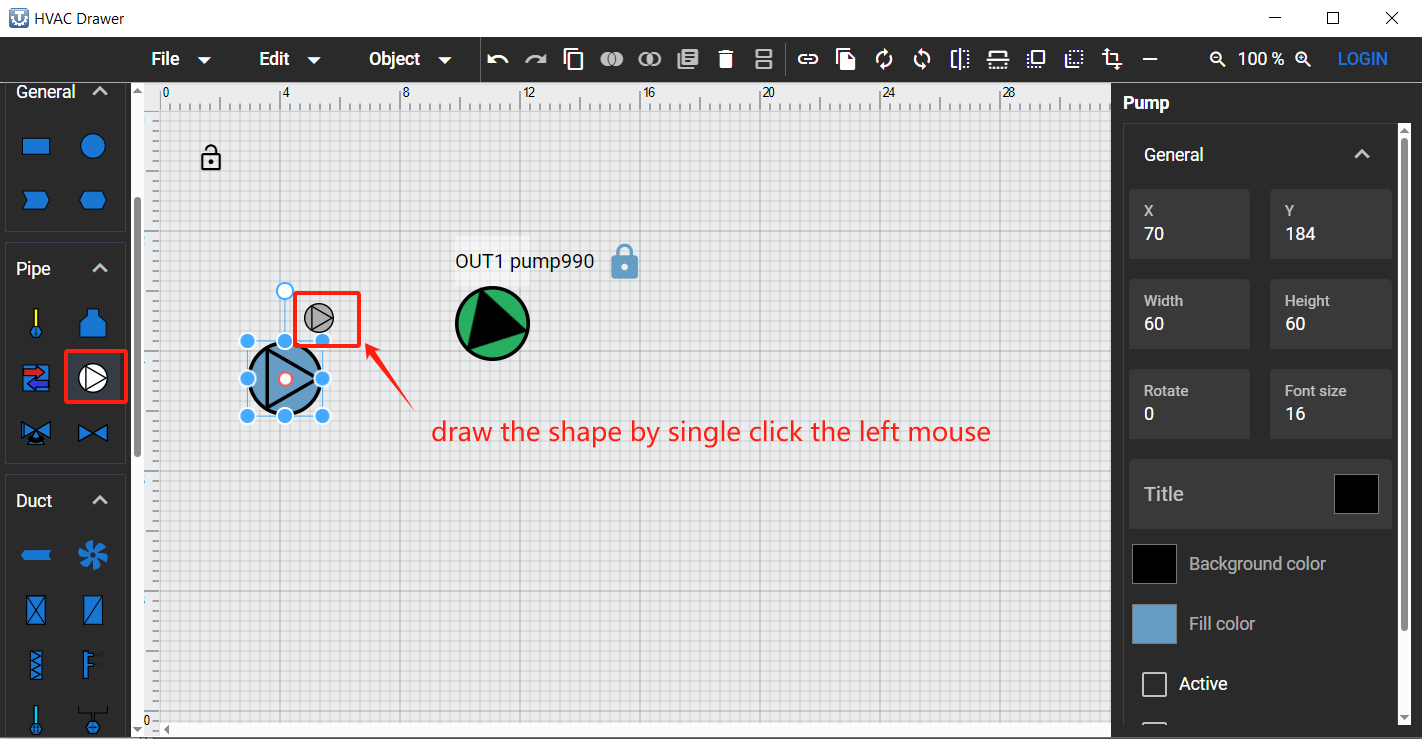 HVAC Drawer
File Edit Object 100 % LOGIN
General
Pipe
Duct
0 4 8 12 16 20 24 28
0
OUT1 pump990
draw the shape by single click the left mouse
Pump
General
X Y
70 184
Width Height
60 60
Rotate Font size
0 16
Title
Background color
Fill color
Active